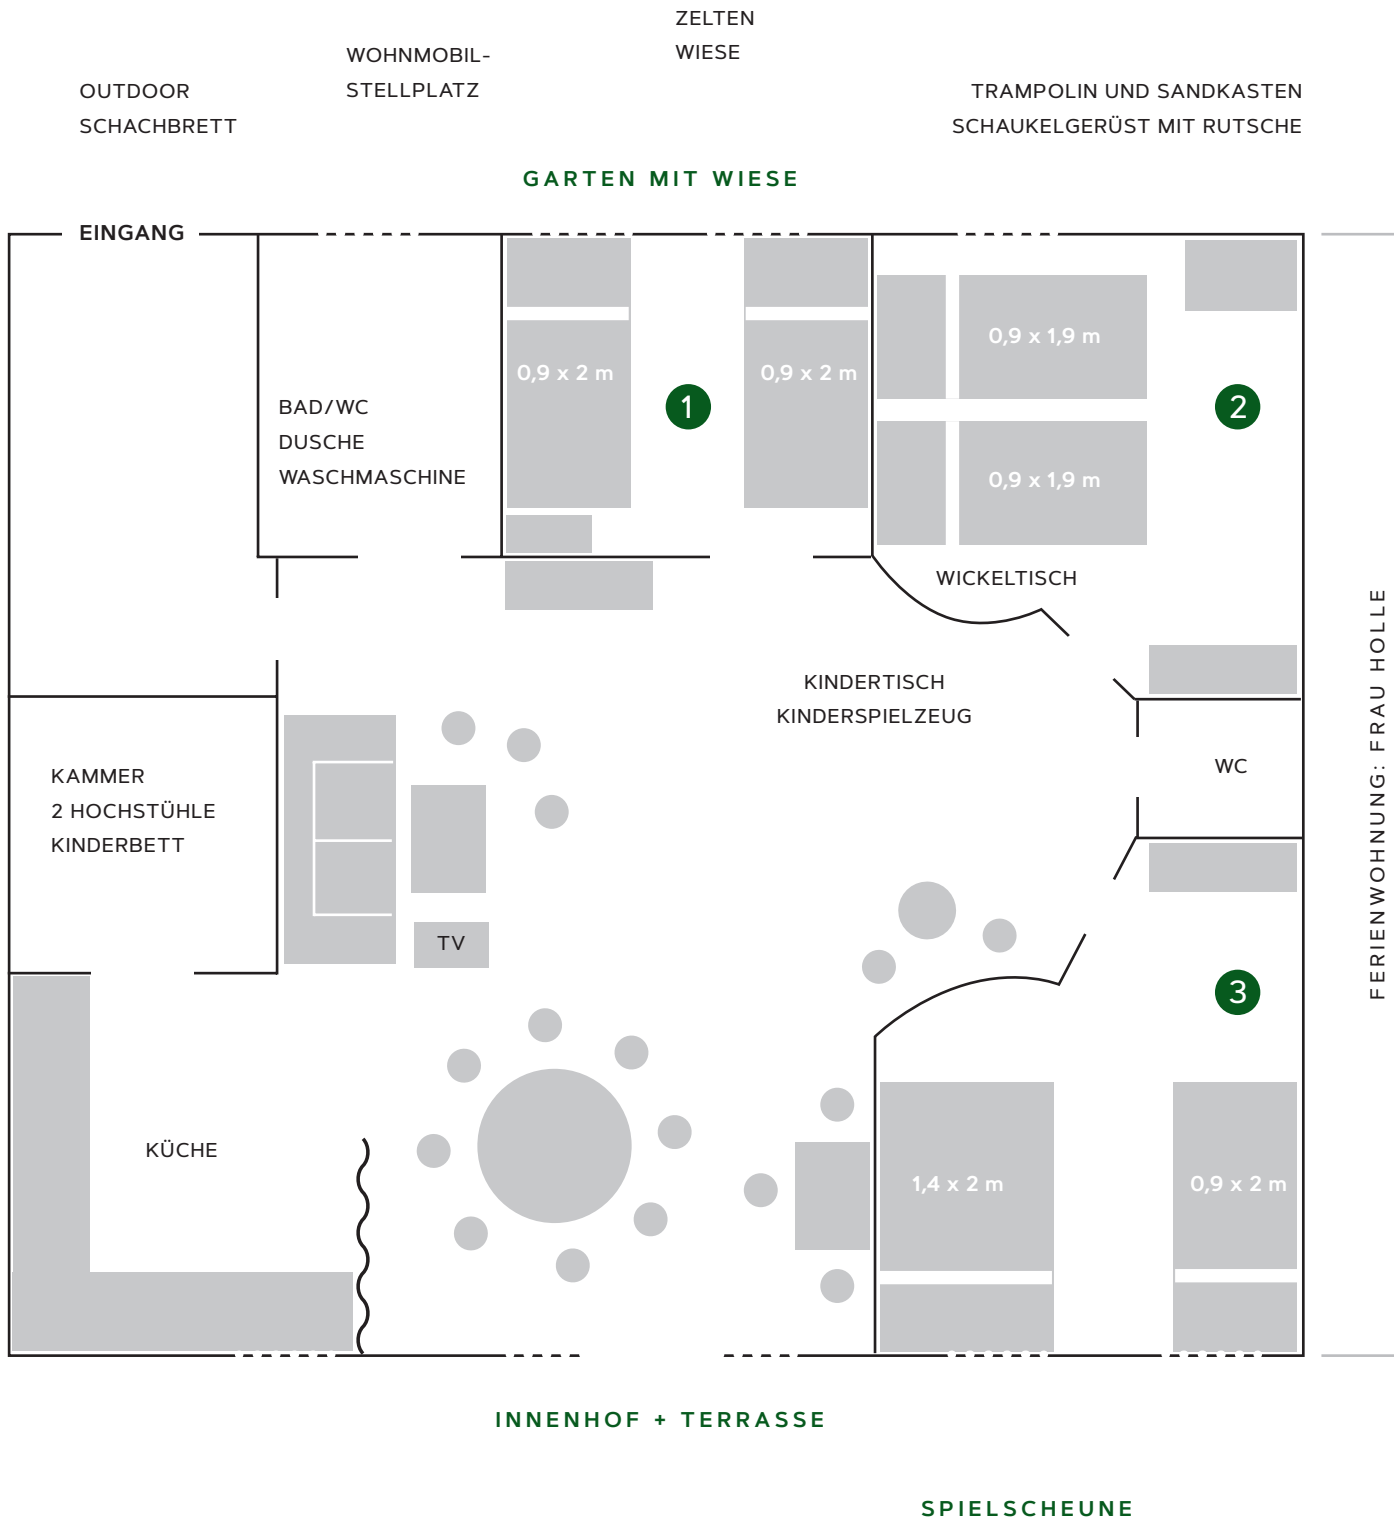 ZELTEN
WIESE
WOHNMOBIL-
STELLPLATZ
OUTDOOR
SCHACHBRETT
TRAMPOLIN UND SANDKASTEN
SCHAUKELGERÜST MIT RUTSCHE
GARTEN MIT WIESE
EINGANG
0,9 x 2 m
0,9 x 2 m
1
0,9 x 1,9 m
0,9 x 1,9 m
2
BAD/WC
DUSCHE
WASCHMASCHINE
WICKELTISCH
KINDERTISCH
KINDERSPIELZEUG
WC
KAMMER
2 HOCHSTÜHLE
KINDERBETT
TV
3
KÜCHE
1,4 x 2 m
0,9 x 2 m
FERIENWOHNUNG: FRAU HOLLE
INNENHOF + TERRASSE
SPIELSCHEUNE